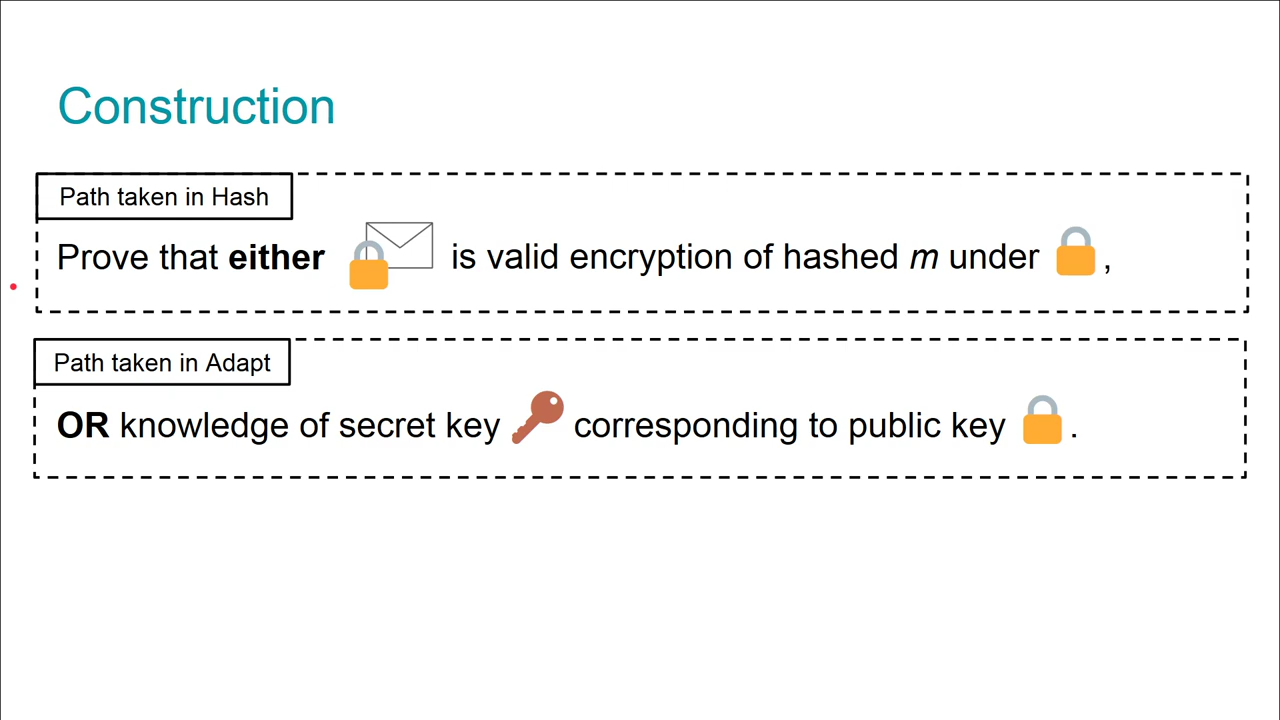 Construction
Path taken in Hash
Prove that either is valid encryption of hashed m under ,
Path taken in Adapt
OR knowledge of secret key corresponding to public key .